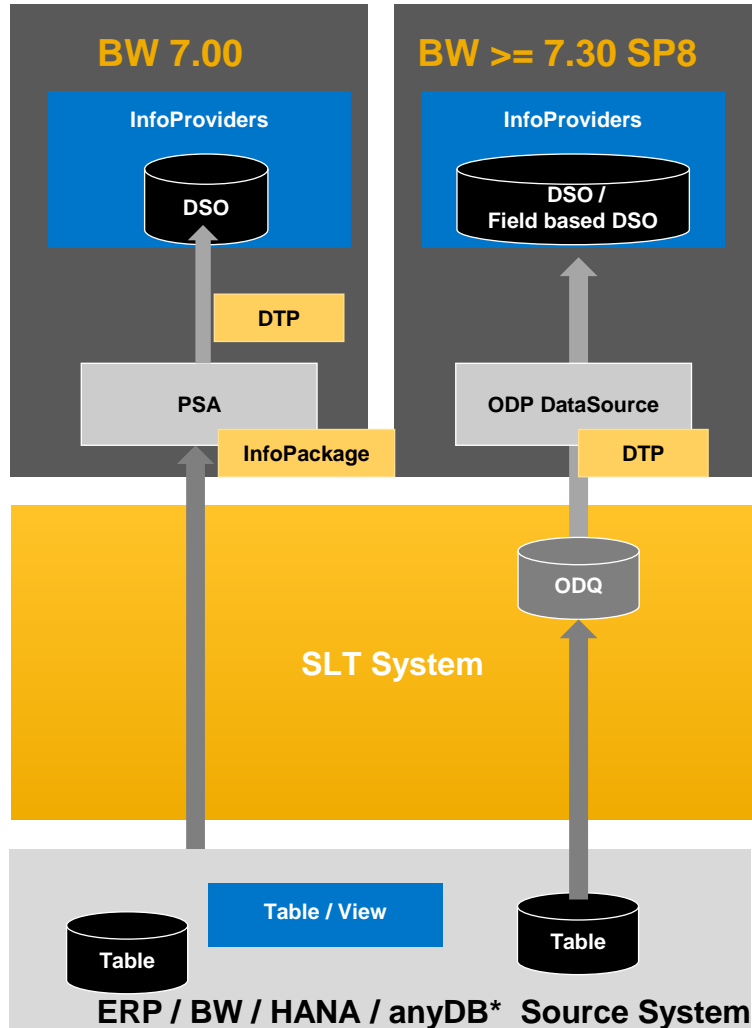 BW 7.00
InfoProviders
DSO
DTP
PSA
InfoPackage
BW >= 7.30 SP8
InfoProviders
DSO /
Field based DSO
ODP DataSource
DTP
ODQ
SLT System
Table / View
Table
Table
ERP / BW / HANA / anyDB* Source System